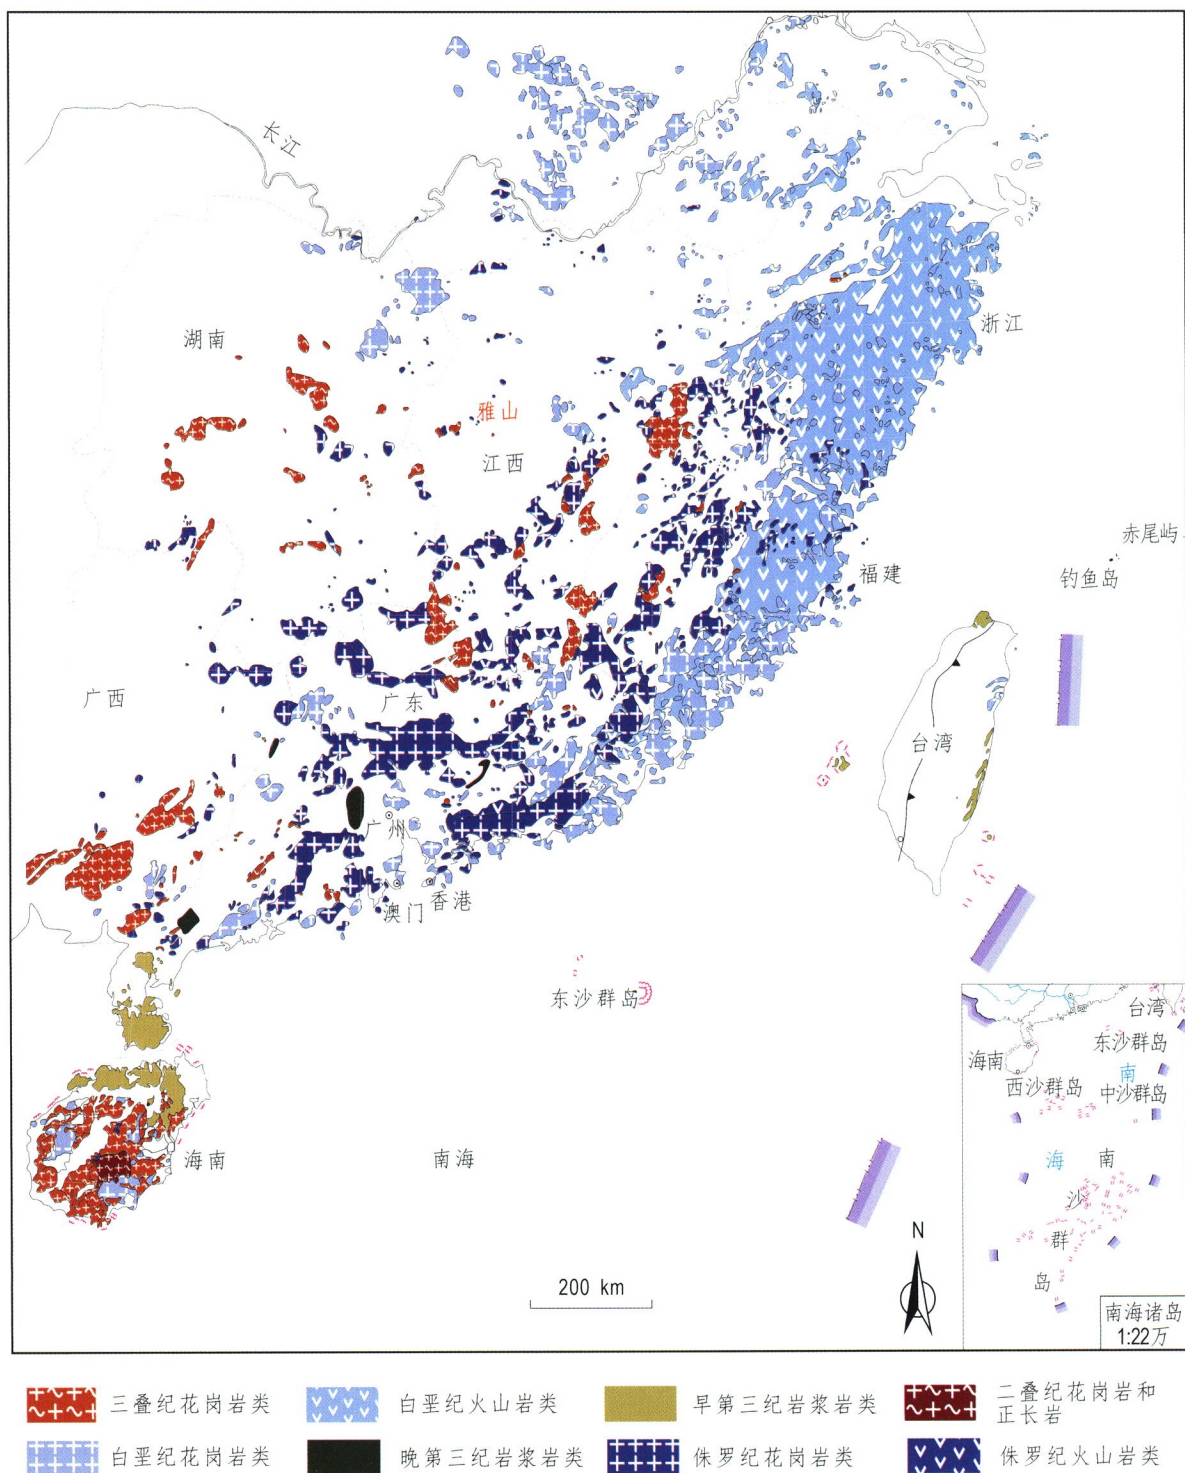 长江
湖南
浙江
雅山
江西
赤尾屿
钓鱼岛
福建
广西
广东
台湾
广州
澳门
香港
东沙群岛
海南
南海
N
200 km
台湾
海南
东沙群岛
南
西沙群岛
中沙群岛
海
南
沙
群
岛
南海诸岛
1:22万
三叠纪花岗岩类
白垩纪火山岩类
早第三纪岩浆岩类
二叠纪花岗岩和
正长岩
白垩纪花岗岩类
晚第三纪岩浆岩类
侏罗纪花岗岩类
侏罗纪火山岩类